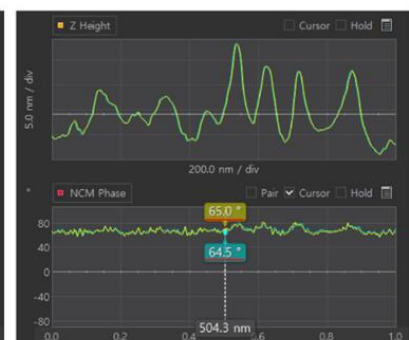 Z Height
Cursor
Hold
5.0 nm / div
200.0 nm / div
°
NCM Phase
Pair
Cursor
Hold
80
40
0
-40
-80
65.0 °
64.5 °
504.3 nm
0.0
0.2
0.4
0.6
0.8
1.0